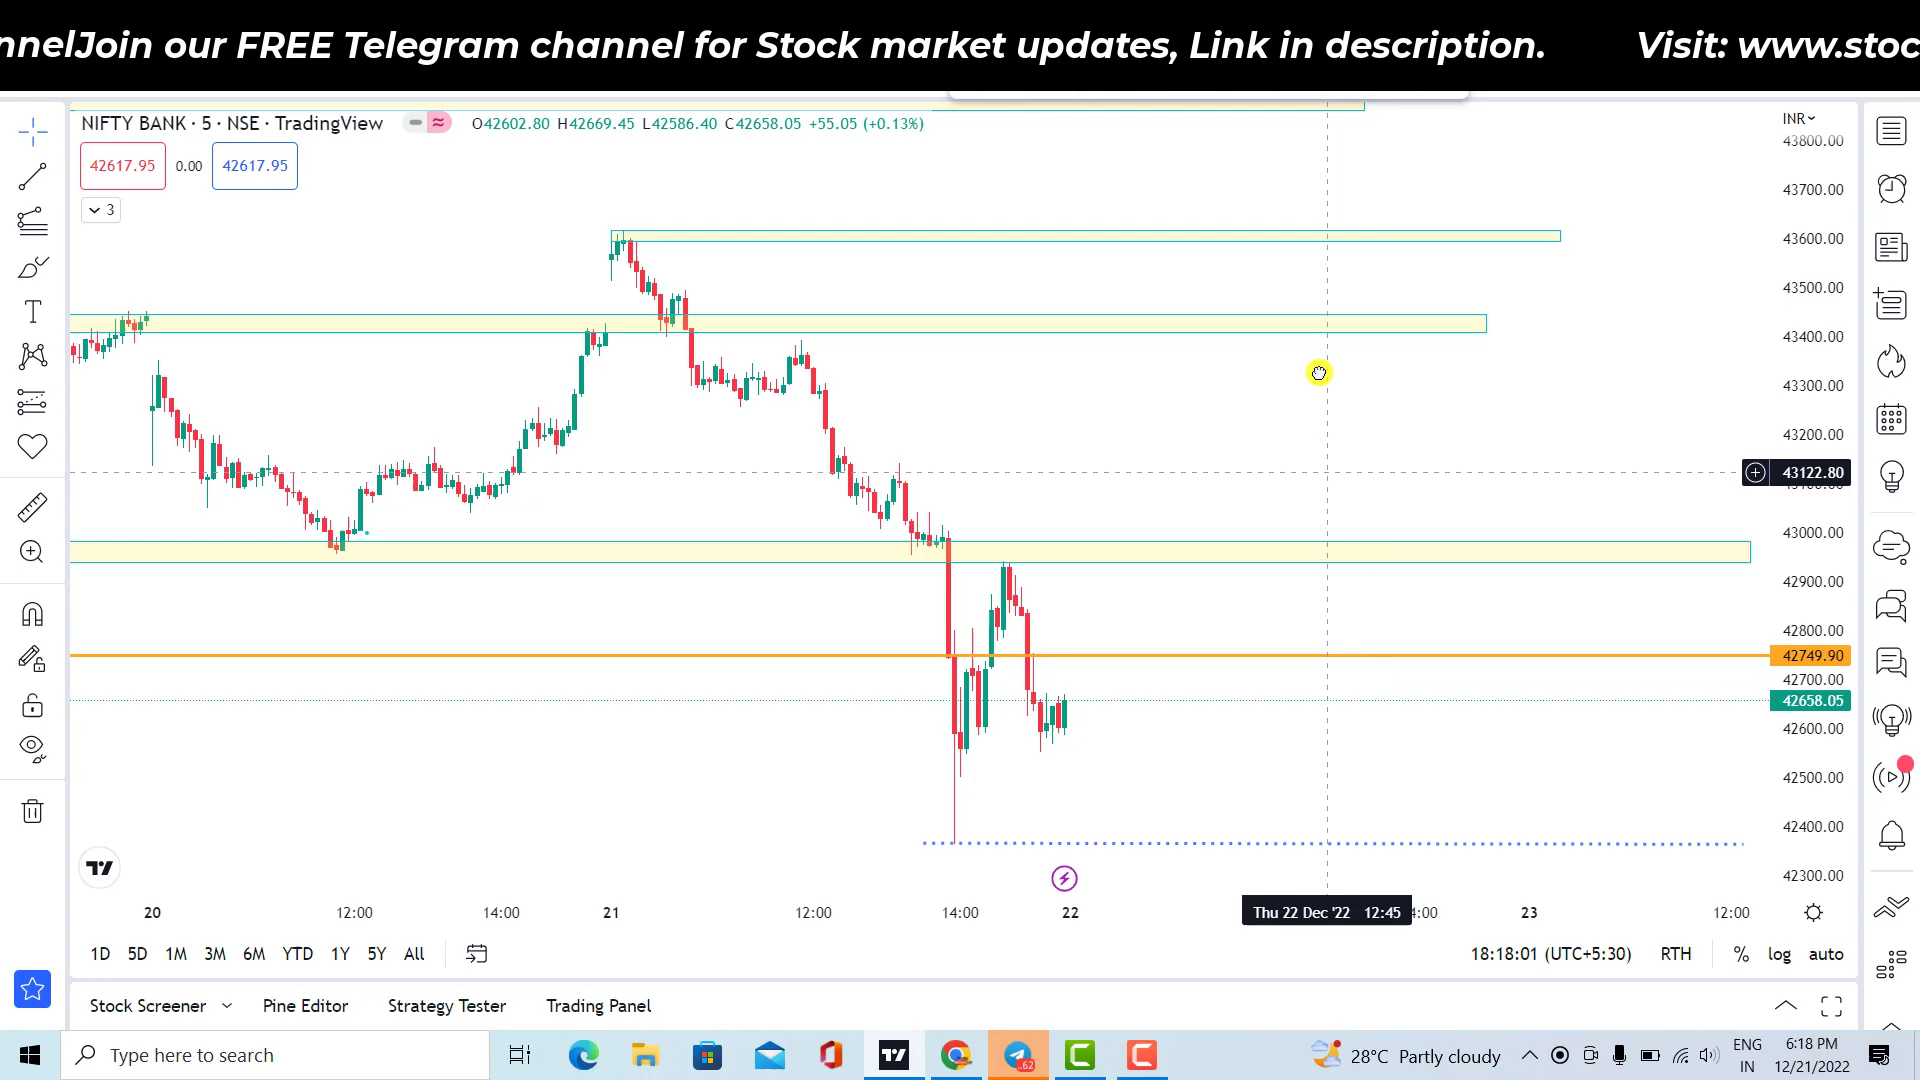 nnel Join our FREE Telegram channel for Stock market updates, Link in description. Visit: www.stoc
NIFTY BANK · 5 · NSE · TradingView O42602.80 H42669.45 L42586.40 C42658.05 +55.05 (+0.13%)
INR
43800.00
42617.95 0.00 42617.95
43700.00
3
43600.00
43500.00
43400.00
43300.00
43200.00
43122.80
43100.00
43000.00
42900.00
42800.00
42749.90
42700.00
42658.05
42600.00
42500.00
42400.00
42300.00
20 12:00 14:00 21 12:00 14:00 22 Thu 22 Dec '22 12:45 4:00 23 12:00
1D 5D 1M 3M 6M YTD 1Y 5Y All 18:18:01 (UTC+5:30) RTH % log auto
Stock Screener Pine Editor Strategy Tester Trading Panel
Type here to search 62 28°C Partly cloudy ENG IN 6:18 PM 12/21/2022